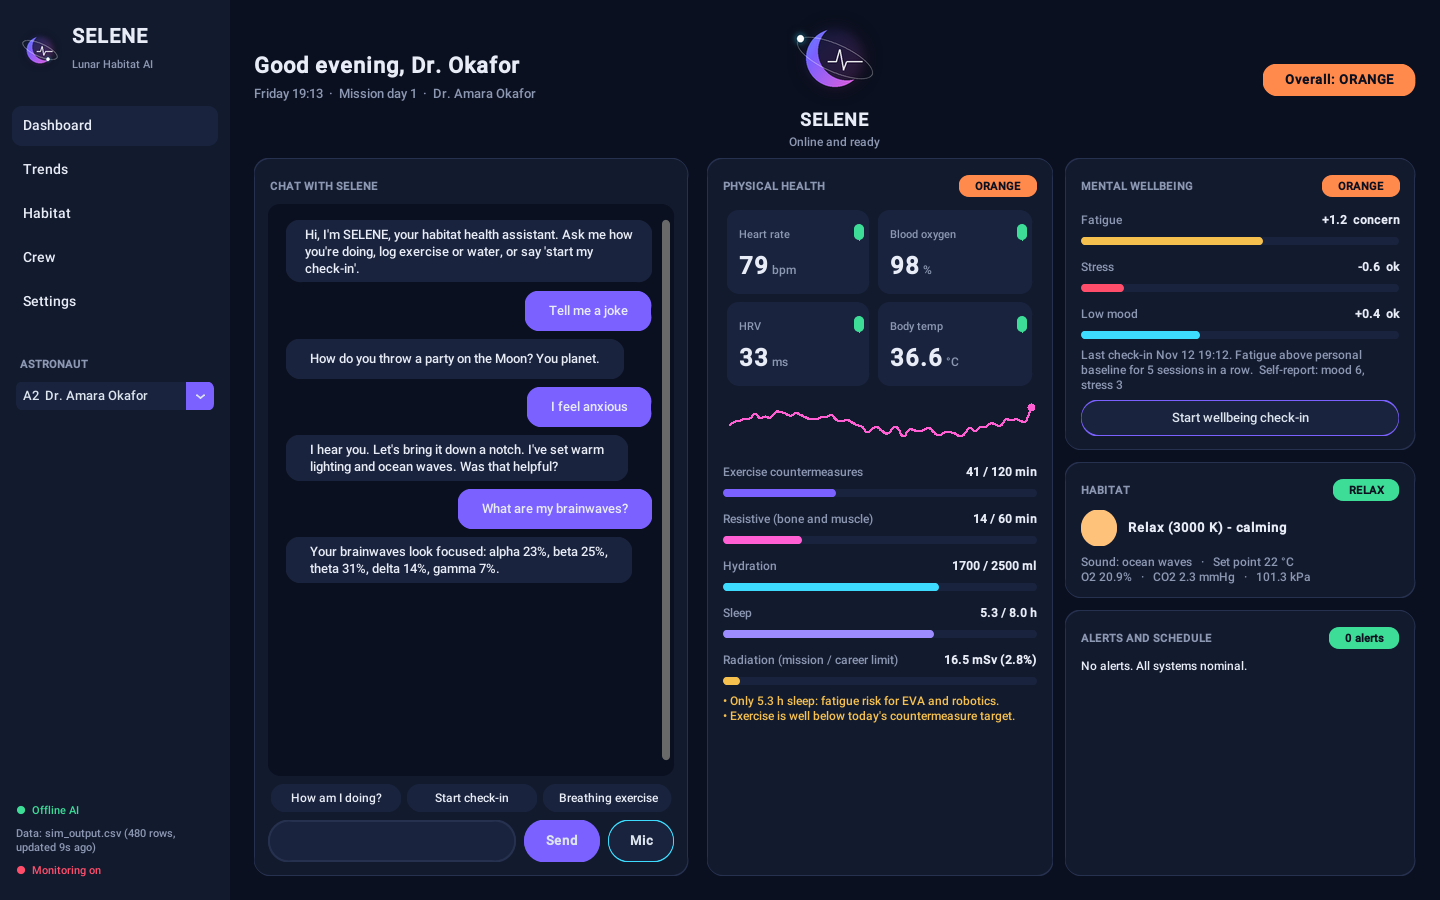 SELENE
Lunar Habitat AI
Dashboard
Trends
Habitat
Crew
Settings
ASTRONAUT
A2 Dr. Amara Okafor
Offline AI
Data: sim_output.csv (480 rows,
updated 9s ago)
Monitoring on
Good evening, Dr. Okafor
Friday 19:13 · Mission day 1 · Dr. Amara Okafor
SELENE
Online and ready
Overall: ORANGE
CHAT WITH SELENE
Hi, I'm SELENE, your habitat health assistant. Ask me how
you're doing, log exercise or water, or say 'start my
check-in'.
Tell me a joke
How do you throw a party on the Moon? You planet.
I feel anxious
I hear you. Let's bring it down a notch. I've set warm
lighting and ocean waves. Was that helpful?
What are my brainwaves?
Your brainwaves look focused: alpha 23%, beta 25%,
theta 31%, delta 14%, gamma 7%.
How am I doing?
Start check-in
Breathing exercise
Send
Mic
PHYSICAL HEALTH
ORANGE
Heart rate
79 bpm
Blood oxygen
98 %
HRV
33 ms
Body temp
36.6 °C
Exercise countermeasures 41 / 120 min
Resistive (bone and muscle) 14 / 60 min
Hydration 1700 / 2500 ml
Sleep 5.3 / 8.0 h
Radiation (mission / career limit) 16.5 mSv (2.8%)
• Only 5.3 h sleep: fatigue risk for EVA and robotics.
• Exercise is well below today's countermeasure target.
MENTAL WELLBEING
ORANGE
Fatigue +1.2 concern
Stress -0.6 ok
Low mood +0.4 ok
Last check-in Nov 12 19:12. Fatigue above personal
baseline for 5 sessions in a row. Self-report: mood 6,
stress 3
Start wellbeing check-in
HABITAT
RELAX
Relax (3000 K) - calming
Sound: ocean waves · Set point 22 °C
O2 20.9% · CO2 2.3 mmHg · 101.3 kPa
ALERTS AND SCHEDULE
0 alerts
No alerts. All systems nominal.